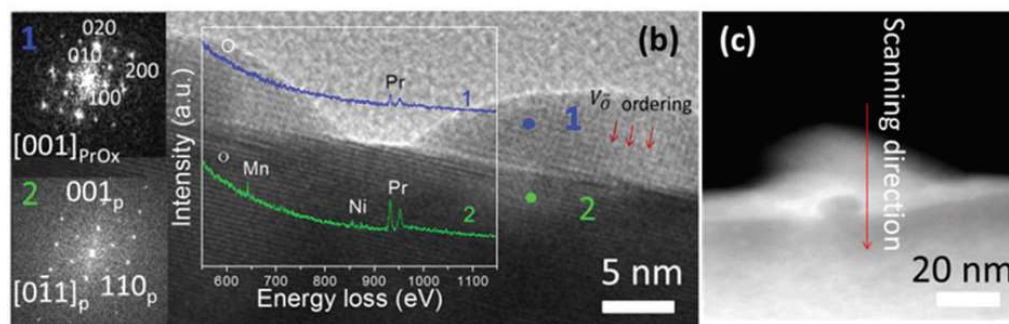 1
020
010
200
100
[001]PrOx
2
001p
[01̄1]p
110p
Intensity (a.u.)
O
Pr
1
O
Mn
Ni
Pr
2
600
700
800
900
1000
1100
Energy loss (eV)
(b)
VӦ ordering
1
2
5 nm
(c)
Scanning direction
20 nm